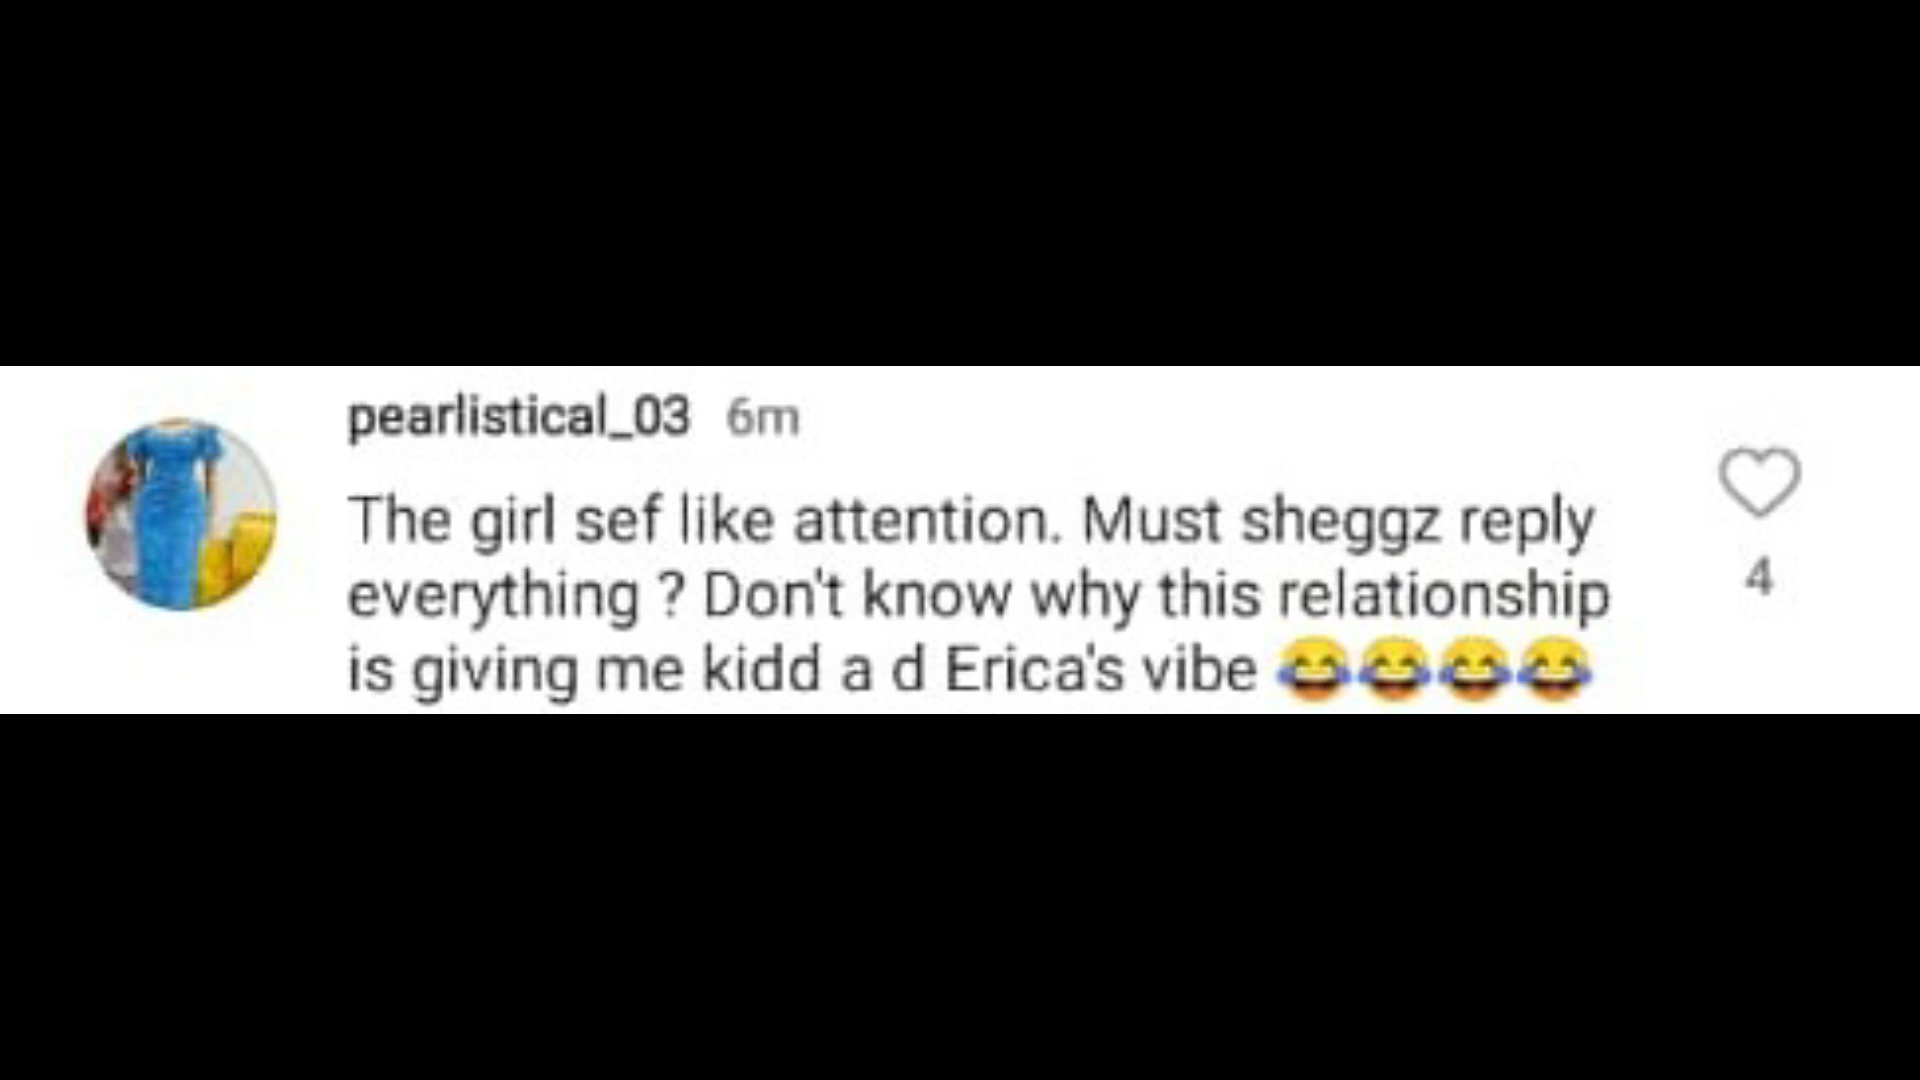 pearlistical_03 6m
The girl sef like attention. Must sheggz reply
everything ? Don't know why this relationship
is giving me kidd a d Erica's vibe 😂😂😂😂
4